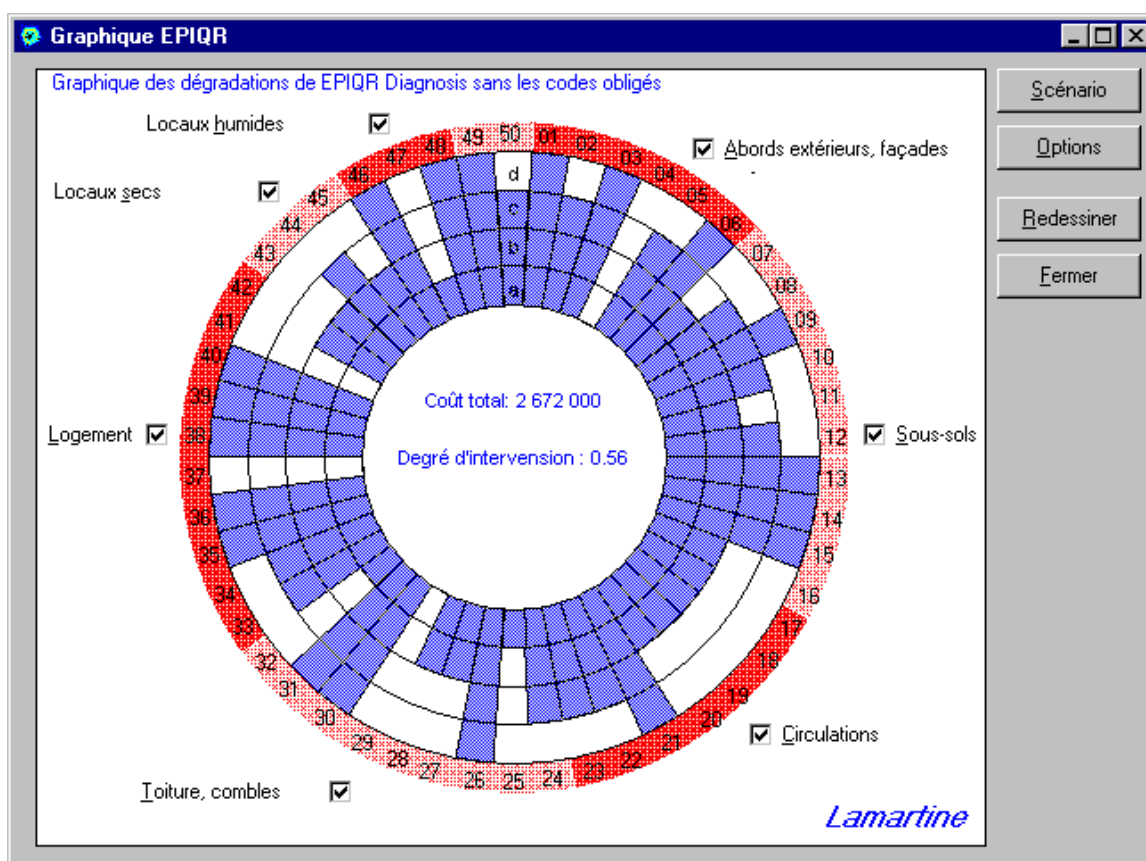 Graphique EPIQR
Graphique des dégradations de EPIQR Diagnosis sans les codes obligés
Scénario
Options
Redessiner
Fermer
Locaux humides
Abords extérieurs, façades
Locaux secs
Logement
Sous-sols
Circulations
Toiture, combles
50
01
02
03
04
05
06
07
08
09
10
11
12
13
14
15
16
17
18
19
20
21
22
23
24
25
26
27
28
29
30
31
32
33
34
35
36
37
38
39
40
41
42
43
44
45
46
47
48
49
d
c
b
a
Coût total: 2 672 000
Degré d'intervension : 0.56
Lamartine